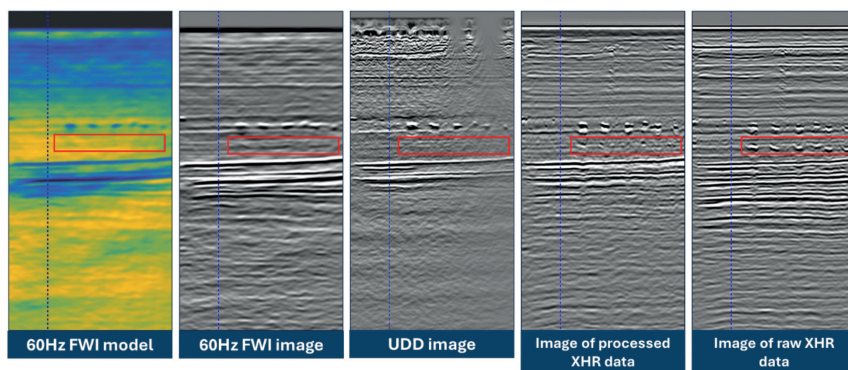 60Hz FWI model
60Hz FWI image
UDD image
Image of processed
XHR data
Image of raw XHR
data